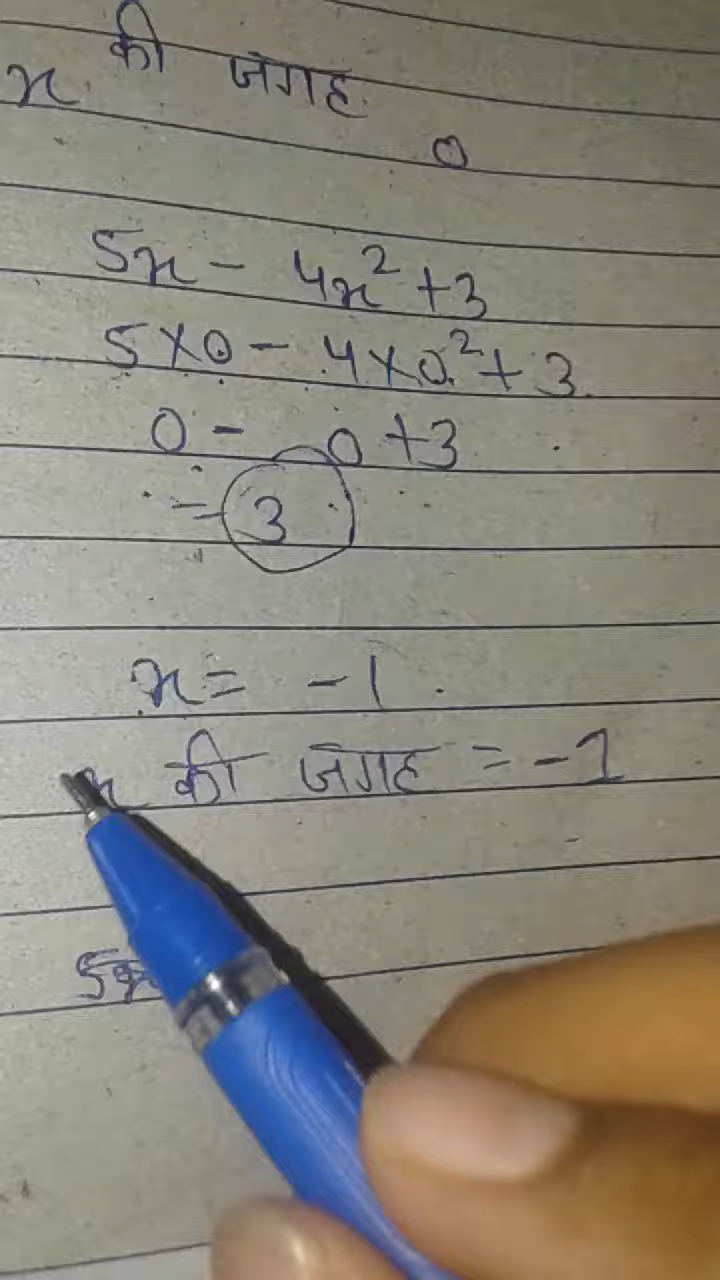 x की जगह
0
5x - 4x² + 3
5×0 - 4×0² + 3
0 - 0 + 3
= 3
x = -1
x की जगह = -1